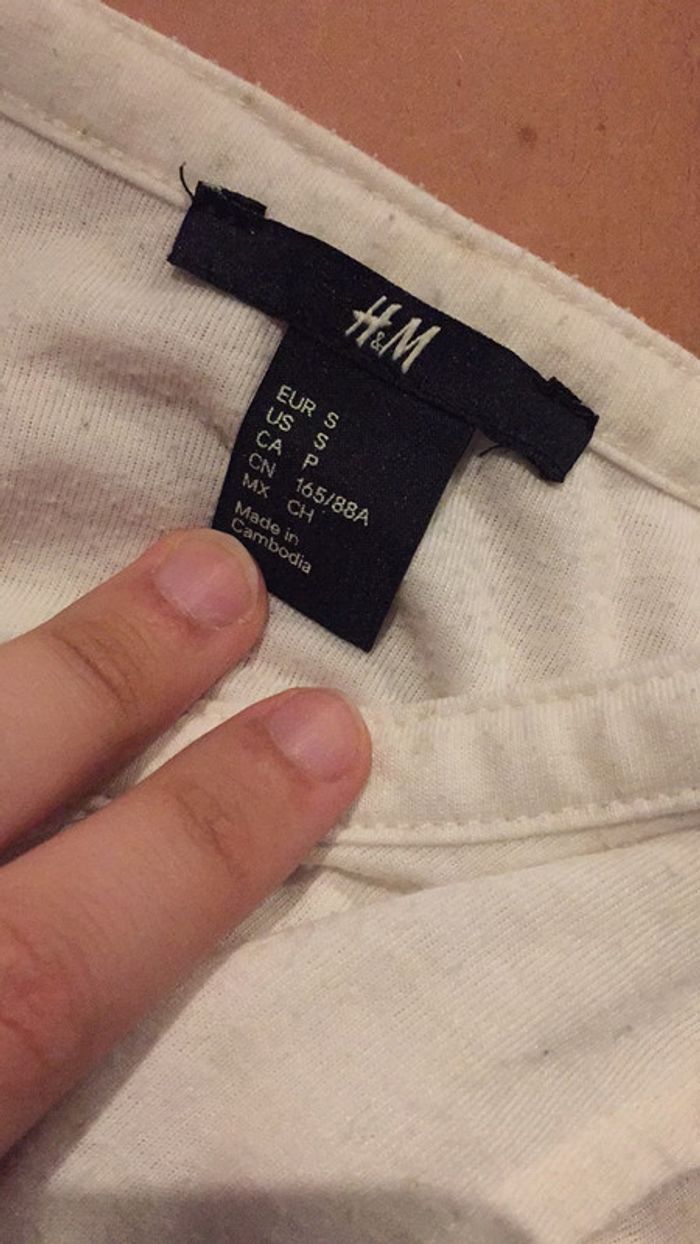 H&M
EUR S
US S
CA P
CN 165/88A
MX CH
Made in
Cambodia